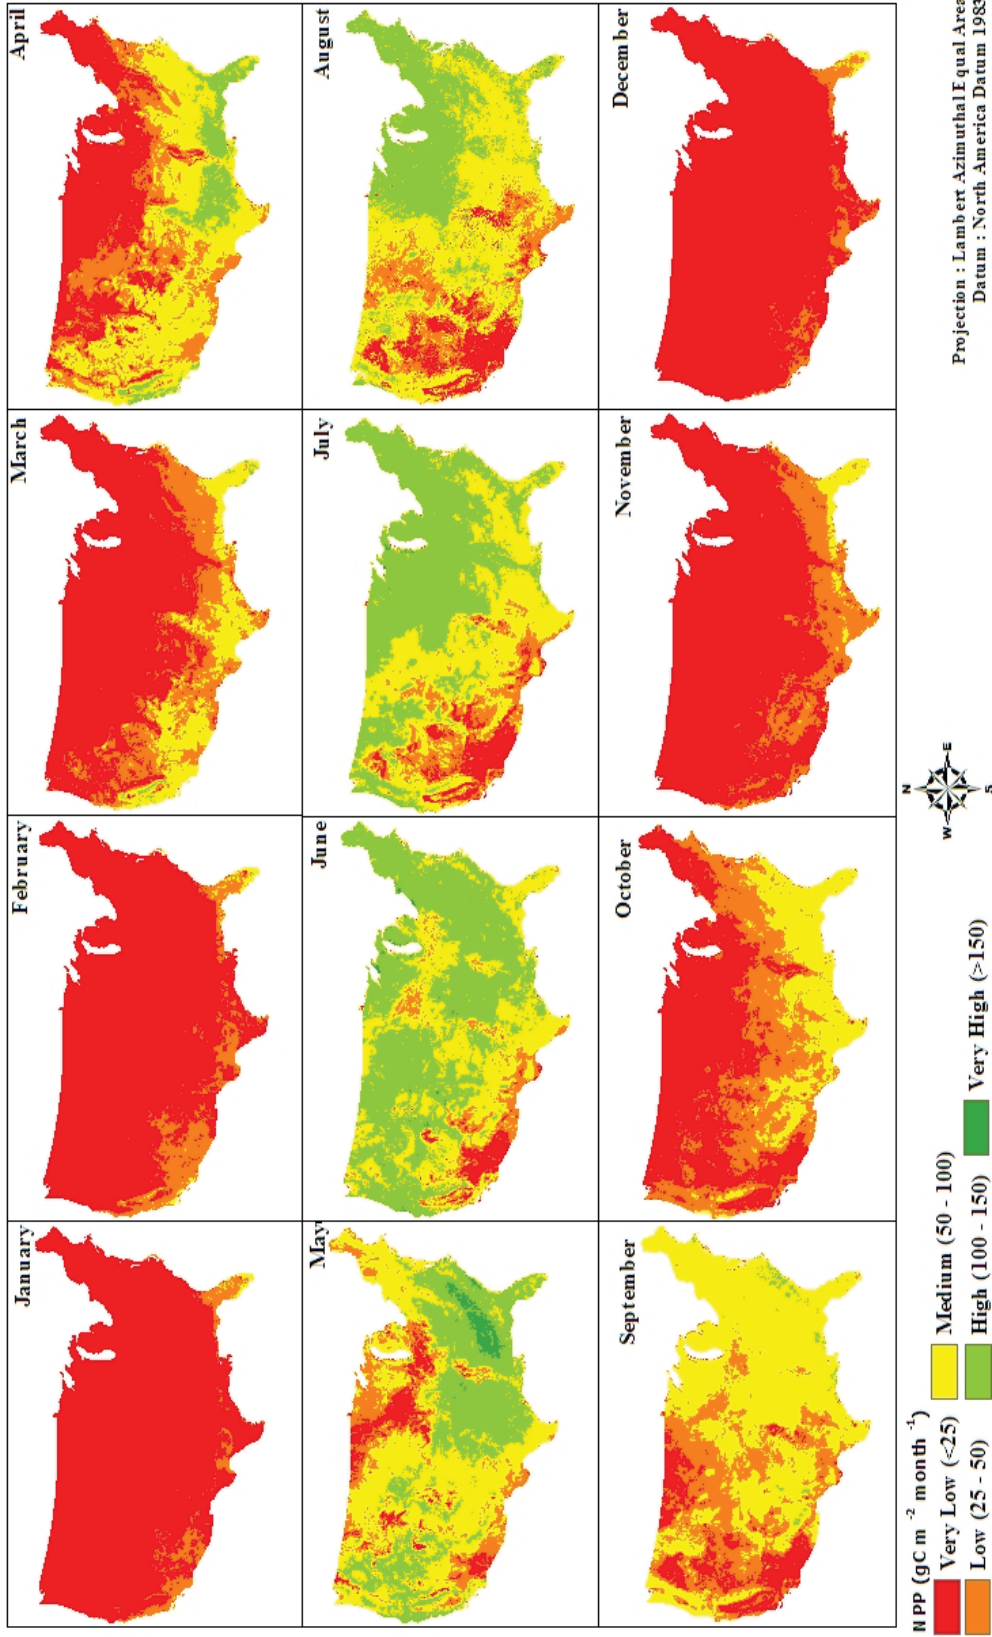 January
February
March
April
May
June
July
August
September
October
November
December
NPP (gC m -2 month -1)
Very Low (<25)
Medium (50 - 100)
Low (25 - 50)
High (100 - 150)
Very High (>150)
N
W
E
S
Projection : Lambert Azimuthal Equal Area
Datum : North America Datum 1983